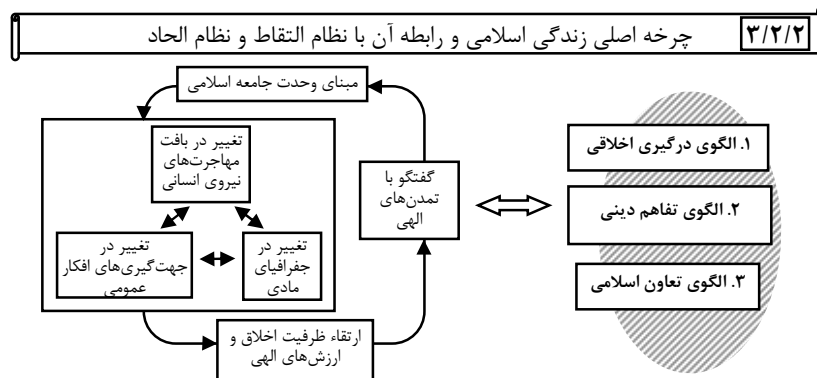 ۳/۲/۲ چرخه اصلی زندگی اسلامی و رابطه آن با نظام التقاط و نظام الحاد
مبنای وحدت جامعه اسلامی
تغییر در بافت
مهاجرت‌های
نیروی انسانی
تغییر در
جغرافیای
مادی
تغییر در
جهت‌گیری‌های افکار
عمومی
گفتگو با
تمدن‌های
الهی
ارتقاء ظرفیت اخلاق و
ارزش‌های الهی
۱. الگوی درگیری اخلاقی
۲. الگوی تفاهم دینی
۳. الگوی تعاون اسلامی